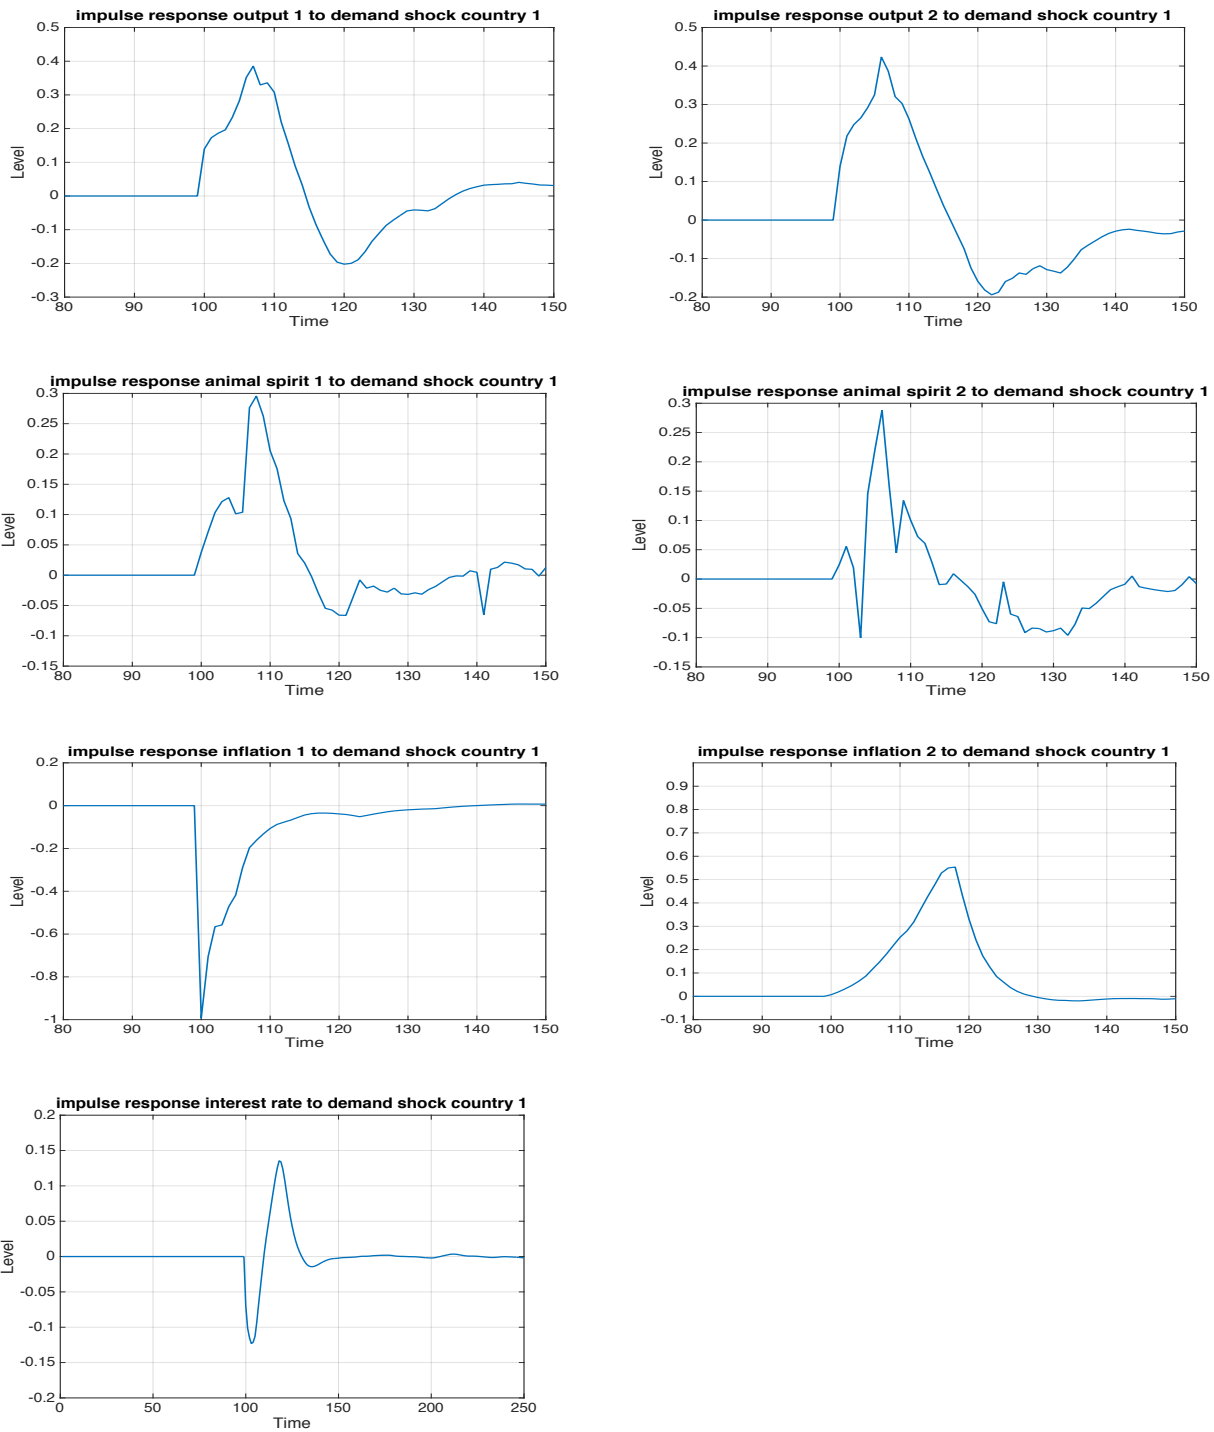 impulse response output 1 to demand shock country 1
0.5
0.4
0.3
0.2
0.1
0
-0.1
-0.2
-0.3
Level
80 90 100 110 120 130 140 150
Time
impulse response output 2 to demand shock country 1
0.5
0.4
0.3
0.2
0.1
0
-0.1
-0.2
Level
80 90 100 110 120 130 140 150
Time
impulse response animal spirit 1 to demand shock country 1
0.3
0.25
0.2
0.15
0.1
0.05
0
-0.05
-0.1
-0.15
Level
80 90 100 110 120 130 140 150
Time
impulse response animal spirit 2 to demand shock country 1
0.3
0.25
0.2
0.15
0.1
0.05
0
-0.05
-0.1
-0.15
Level
80 90 100 110 120 130 140 150
Time
impulse response inflation 1 to demand shock country 1
0.2
0
-0.2
-0.4
-0.6
-0.8
-1
Level
80 90 100 110 120 130 140 150
Time
impulse response inflation 2 to demand shock country 1
0.9
0.8
0.7
0.6
0.5
0.4
0.3
0.2
0.1
0
-0.1
Level
80 90 100 110 120 130 140 150
Time
impulse response interest rate to demand shock country 1
0.2
0.15
0.1
0.05
0
-0.05
-0.1
-0.15
-0.2
Level
0 50 100 150 200 250
Time